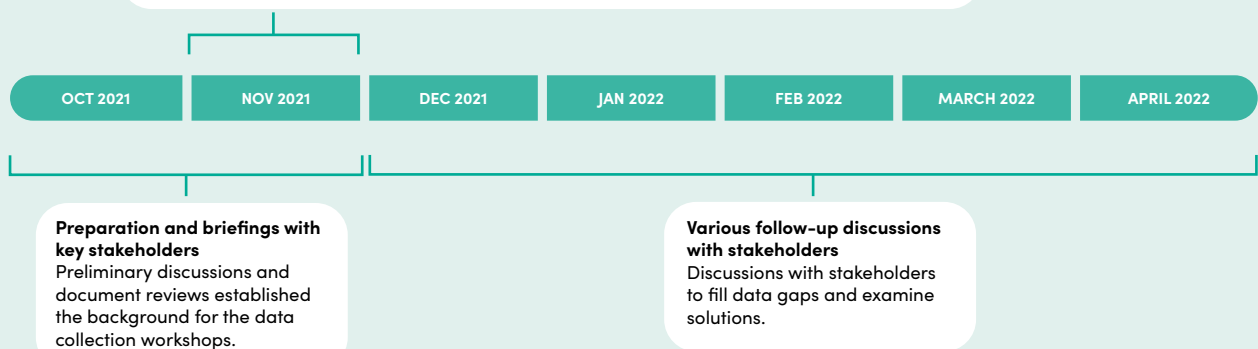 OCT 2021
NOV 2021
DEC 2021
JAN 2022
FEB 2022
MARCH 2022
APRIL 2022
Preparation and briefings with
key stakeholders
Preliminary discussions and
document reviews established
the background for the data
collection workshops.
Various follow-up discussions
with stakeholders
Discussions with stakeholders
to fill data gaps and examine
solutions.